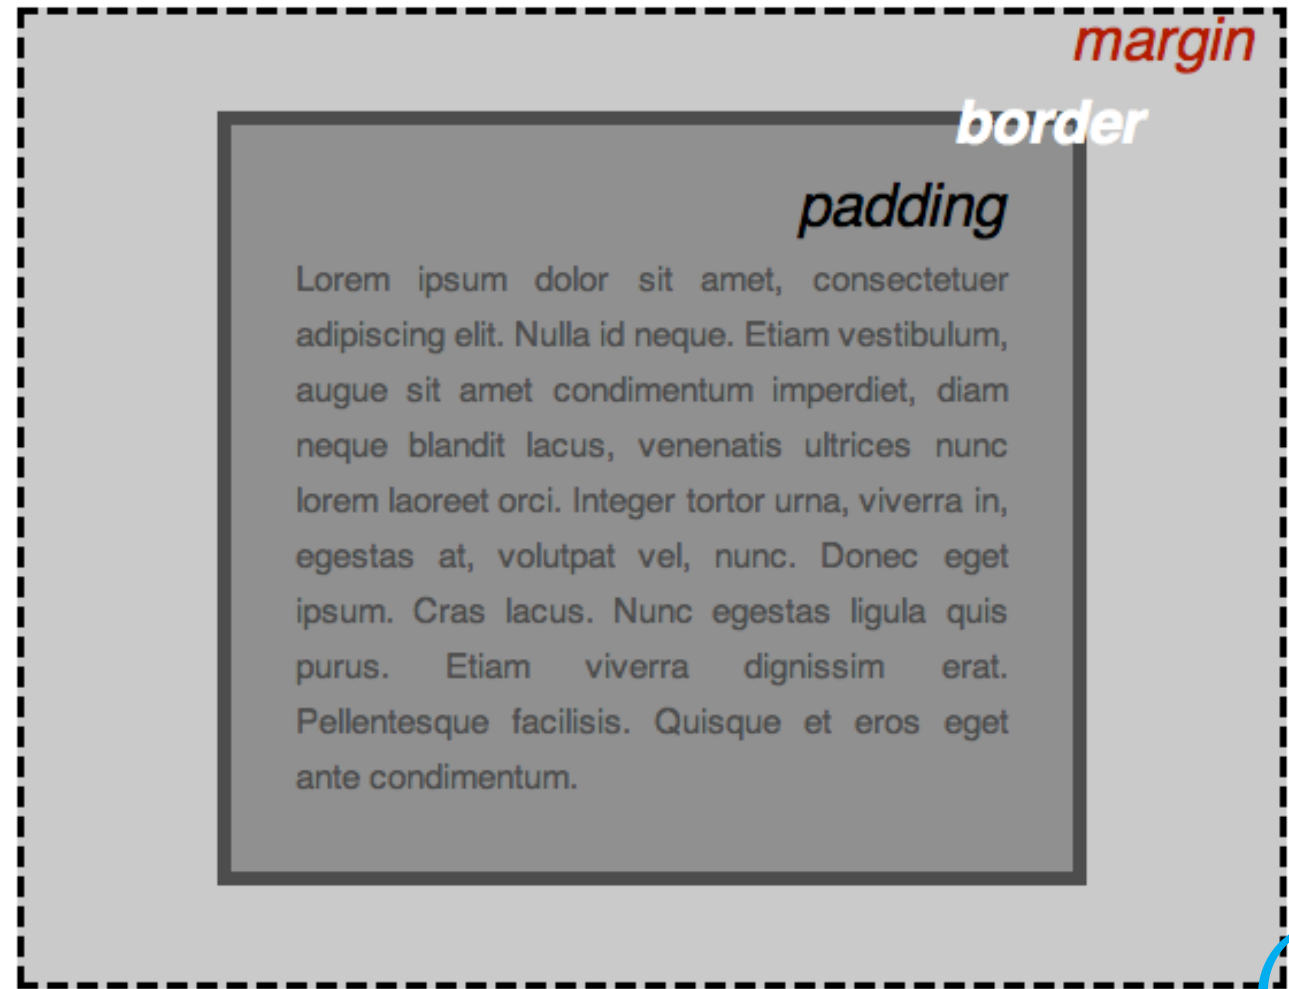 margin
border
padding
Lorem ipsum dolor sit amet, consectetuer
adipiscing elit. Nulla id neque. Etiam vestibulum,
augue sit amet condimentum imperdiet, diam
neque blandit lacus, venenatis ultrices nunc
lorem laoreet orci. Integer tortor urna, viverra in,
egestas at, volutpat vel, nunc. Donec eget
ipsum. Cras lacus. Nunc egestas ligula quis
purus. Etiam viverra dignissim erat.
Pellentesque facilisis. Quisque et eros eget
ante condimentum.